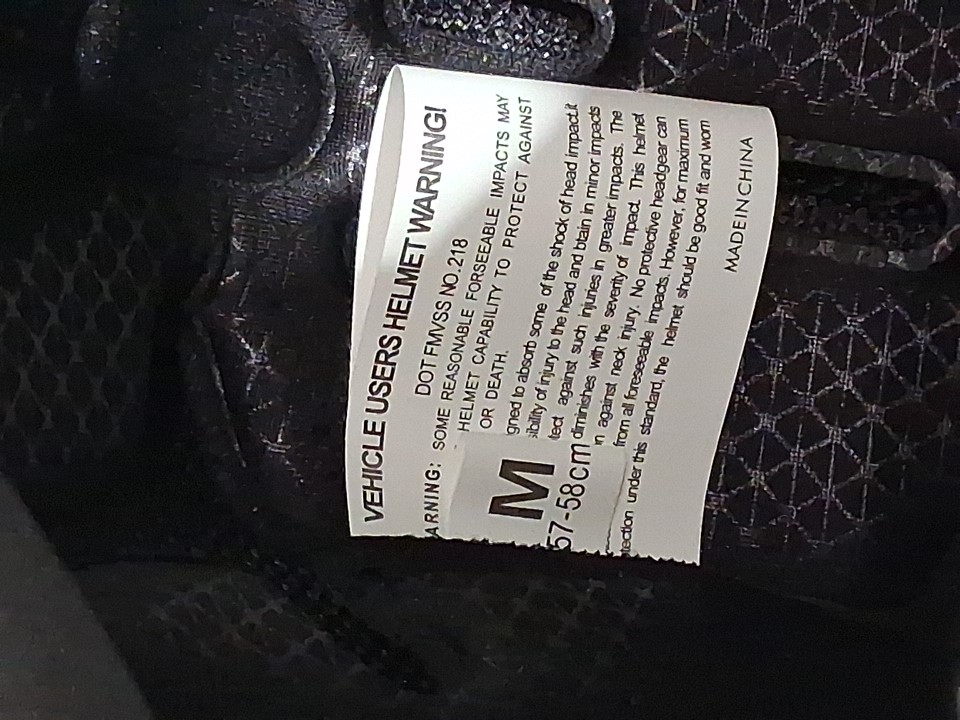 VEHICLE USERS HELMET WARNING!
DOT FMVSS NO.218
ARNING: SOME REASONABLE FORSEEABLE IMPACTS MAY
HELMET CAPABILITY TO PROTECT AGAINST
OR DEATH.
gned to absorb some of the shock of head impact.it
ibility of injury to the head and btain in minor impacts
tect against such injuries in greater impacts. The
diminishes with the severity of impact. This helmet
n against neck injury. No protective headgear can
from all foreseeable impacts. However, for maximum
tection under this standard, the helmet should be good fit and worn
MADEINCHINA
M
57-58cm